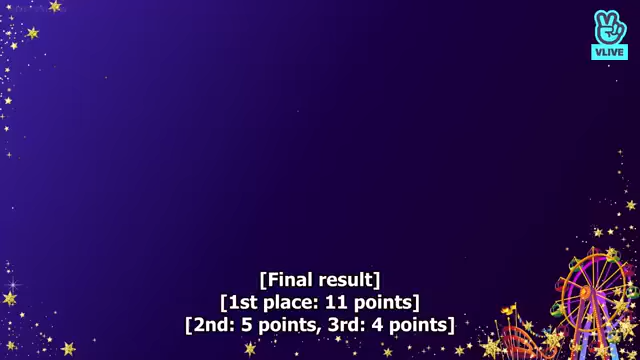 VLIVE
[Final result]
[1st place: 11 points]
[2nd: 5 points, 3rd: 4 points]